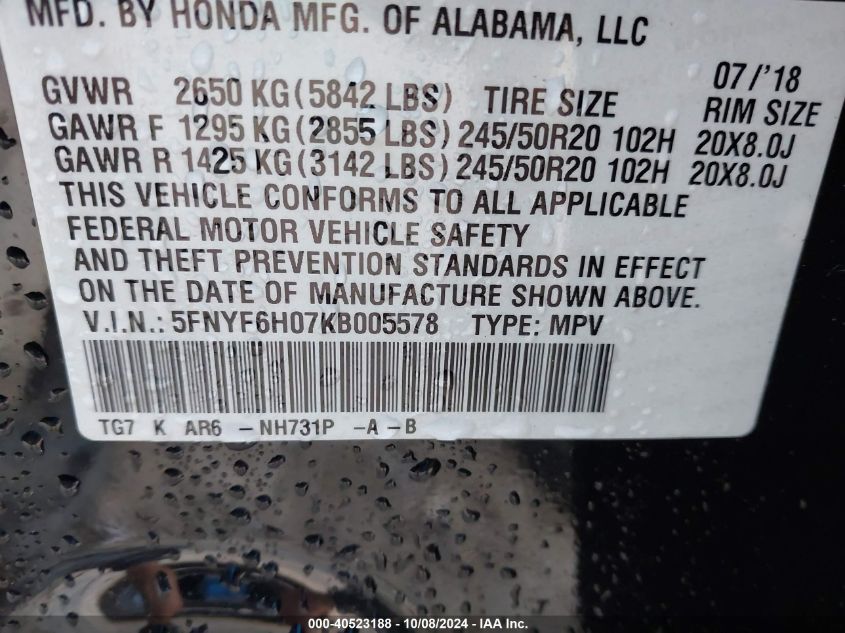 MFD. BY HONDA MFG. OF ALABAMA, LLC
07/'18
GVWR 2650 KG(5842 LBS) TIRE SIZE RIM SIZE
GAWR F 1295 KG(2855 LBS) 245/50R20 102H 20X8.0J
GAWR R 1425 KG(3142 LBS) 245/50R20 102H 20X8.0J
THIS VEHICLE CONFORMS TO ALL APPLICABLE
FEDERAL MOTOR VEHICLE SAFETY
AND THEFT PREVENTION STANDARDS IN EFFECT
ON THE DATE OF MANUFACTURE SHOWN ABOVE.
V.I.N.: 5FNYF6H07KB005578 TYPE: MPV
TG7 K AR6 -NH731P -A -B
000-40523188 - 10/08/2024 - IAA Inc.